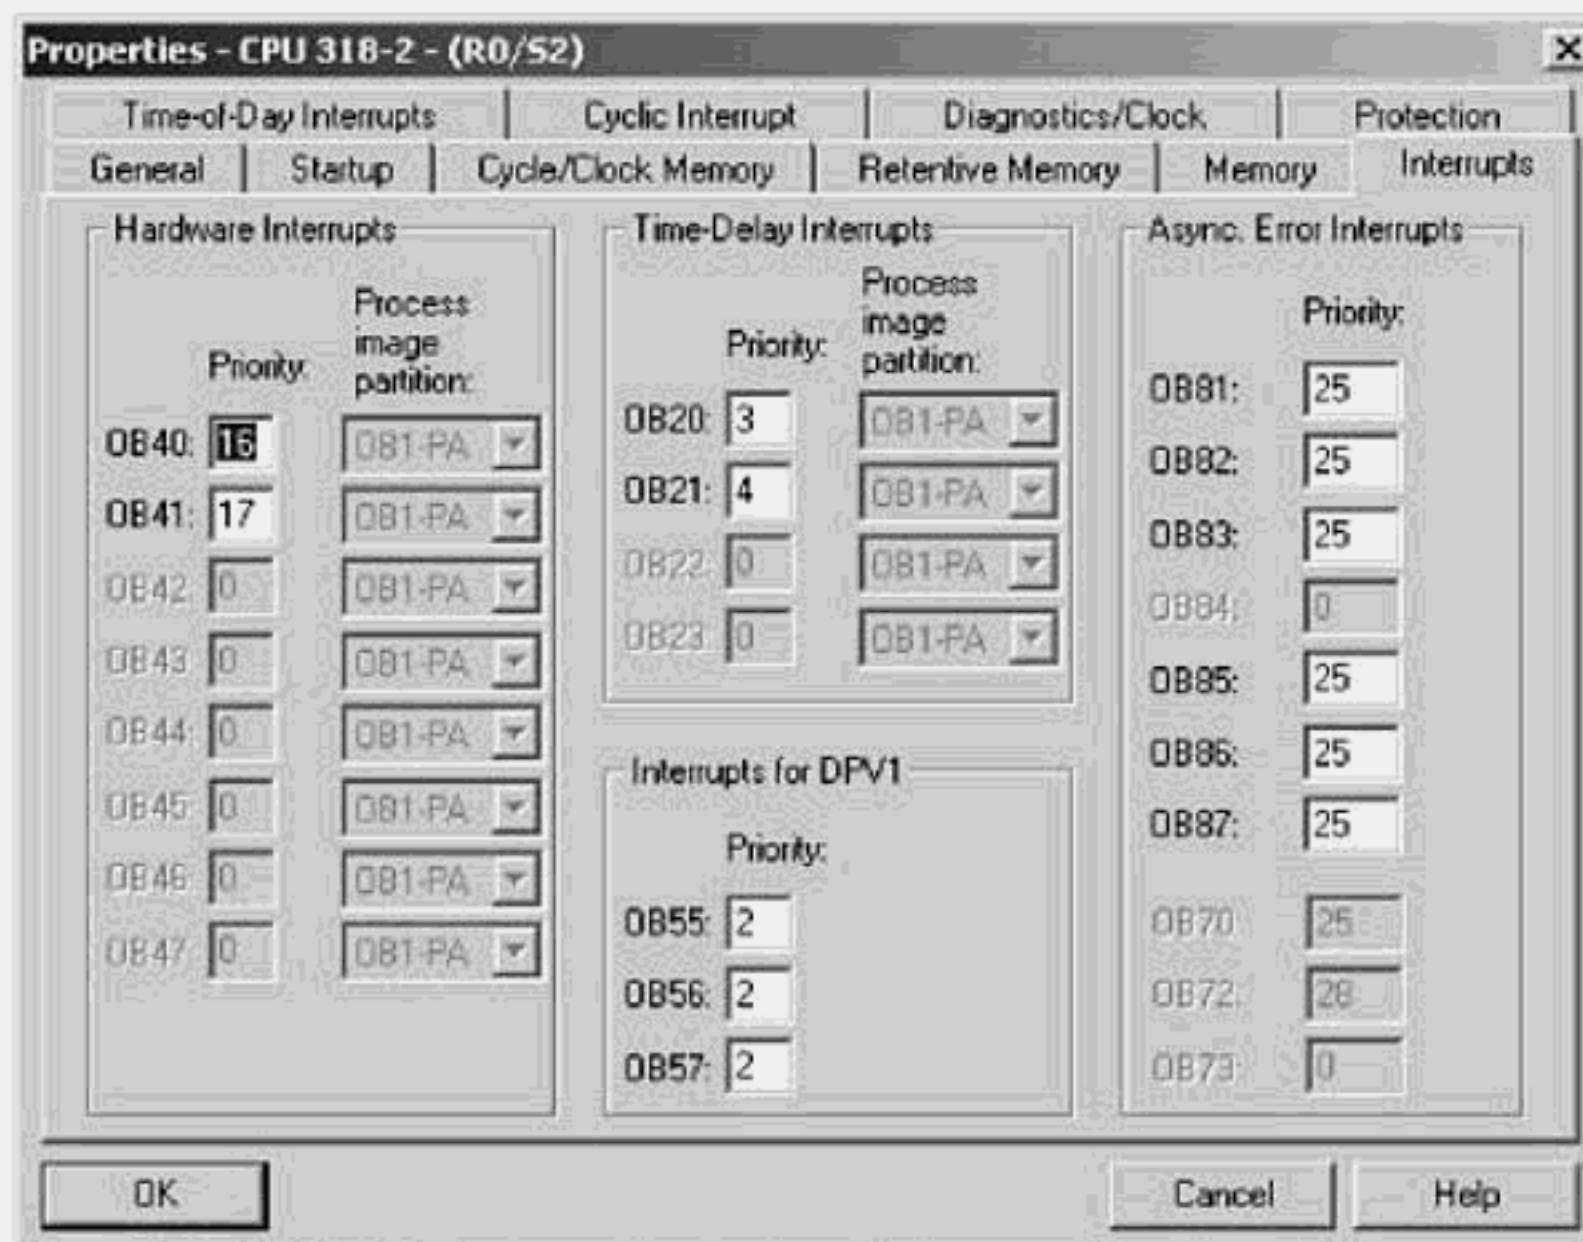 Properties - CPU 318-2 - (R0/S2)
Time-of-Day Interrupts Cyclic Interrupt Diagnostics/Clock Protection
General Startup Cycle/Clock Memory Retentive Memory Memory Interrupts
Hardware Interrupts
Priority:
Process
image
partition:
OB40: 16 OB1-PA
OB41: 17 OB1-PA
OB42: 0 OB1-PA
OB43: 0 OB1-PA
OB44: 0 OB1-PA
OB45: 0 OB1-PA
OB46: 0 OB1-PA
OB47: 0 OB1-PA
Time-Delay Interrupts
Priority:
Process
image
partition:
OB20: 3 OB1-PA
OB21: 4 OB1-PA
OB22: 0 OB1-PA
OB23: 0 OB1-PA
Interrupts for DPV1
Priority:
OB55: 2
OB56: 2
OB57: 2
Async. Error Interrupts
Priority:
OB81: 25
OB82: 25
OB83: 25
OB84: 0
OB85: 25
OB86: 25
OB87: 25
OB70: 25
OB72: 28
OB73: 0
OK Cancel Help